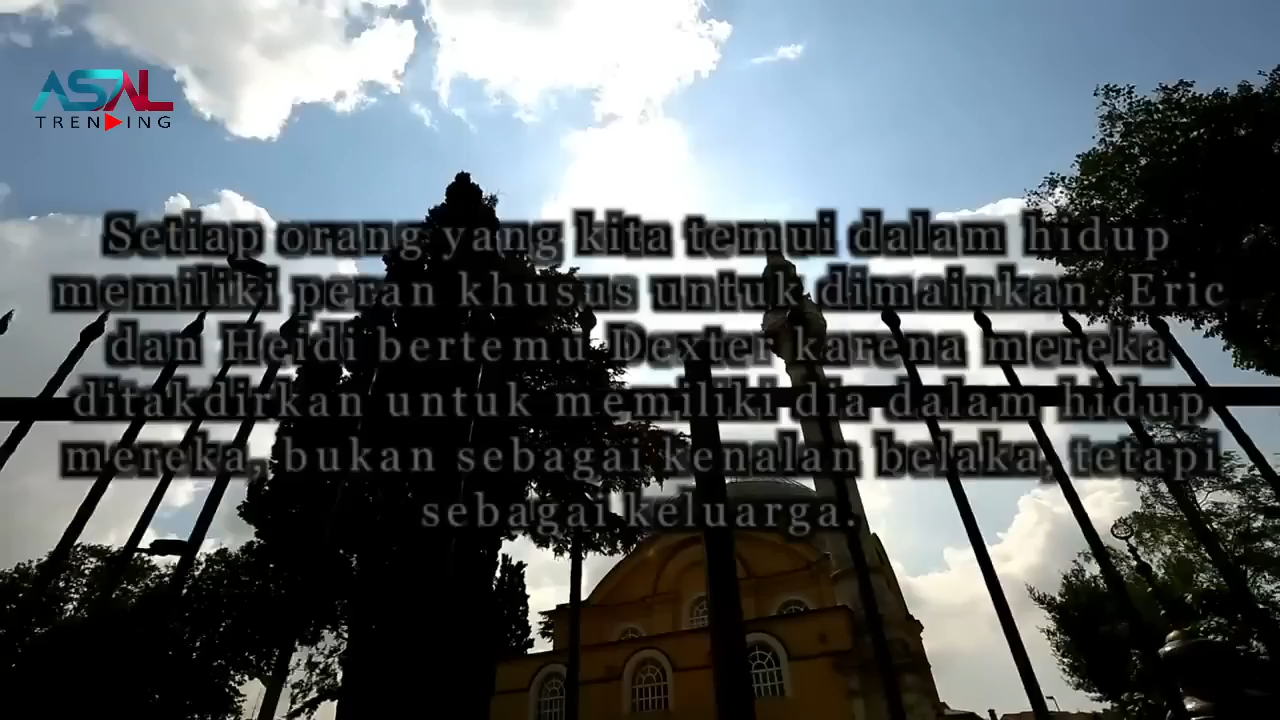 ASAL
TRENDING
Setiap orang yang kita temui dalam hidup
memiliki peran khusus untuk dimainkan. Eric
dan Heidi bertemu Dexter karena mereka
ditakdirkan untuk memiliki dia dalam hidup
mereka, bukan sebagai kenalan belaka, tetapi
sebagai keluarga.